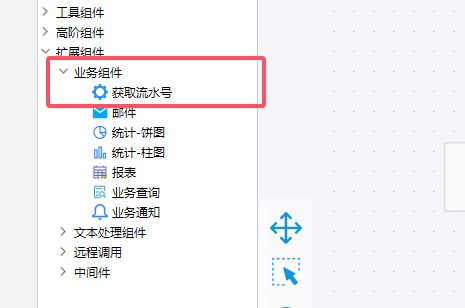 工具组件
高阶组件
扩展组件
业务组件
获取流水号
邮件
统计-饼图
统计-柱图
报表
业务查询
业务通知
文本处理组件
远程调用
中间件